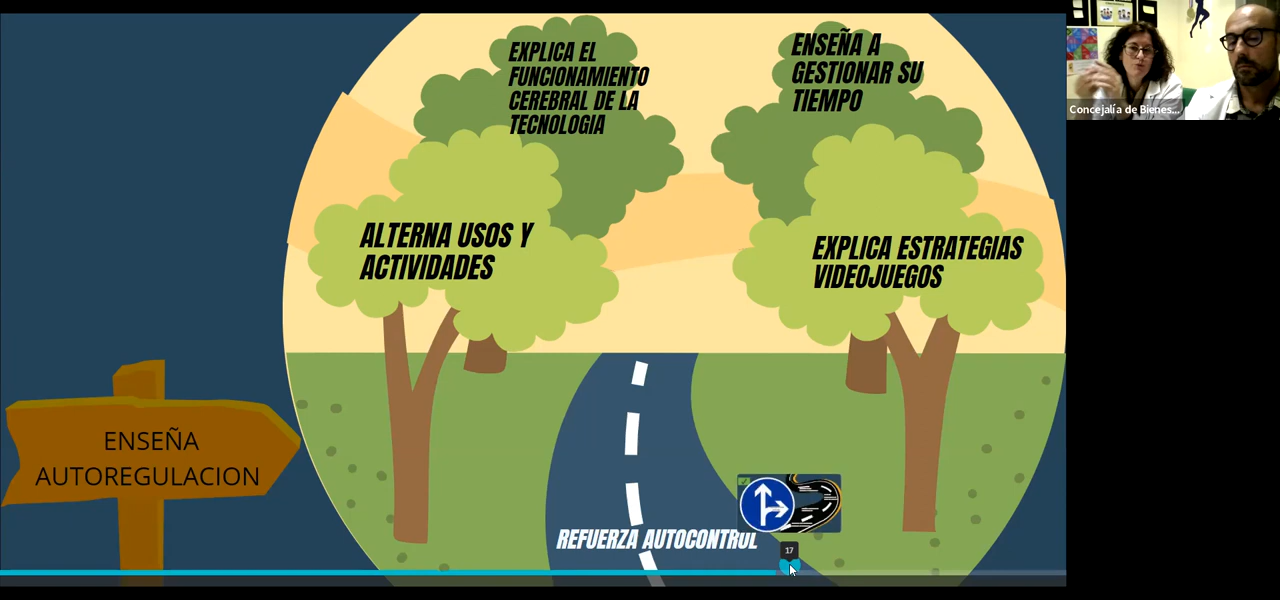 EXPLICA EL
FUNCIONAMIENTO
CEREBRAL DE LA
TECNOLOGIA
ENSEÑA A
GESTIONAR SU
TIEMPO
ALTERNA USOS Y
ACTIVIDADES
EXPLICA ESTRATEGIAS
VIDEOJUEGOS
ENSEÑA
AUTOREGULACION
REFUERZA AUTOCONTROL
17
Concejalía de Bienes...